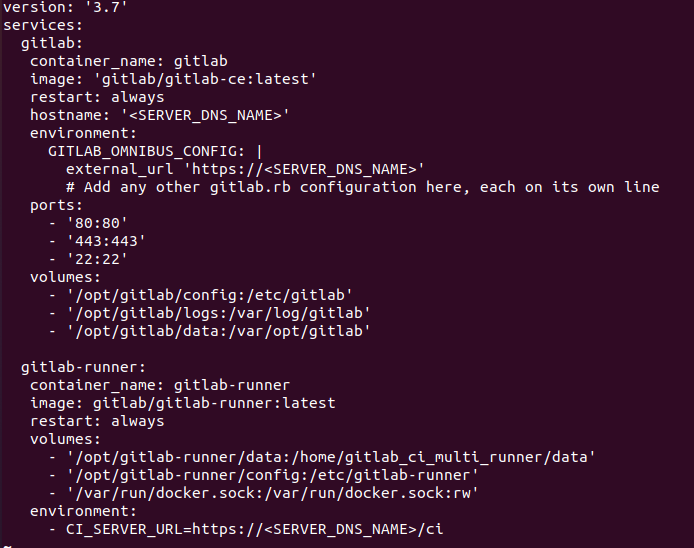 version: '3.7'
services:
  gitlab:
   container_name: gitlab
   image: 'gitlab/gitlab-ce:latest'
   restart: always
   hostname: '<SERVER_DNS_NAME>'
   environment:
     GITLAB_OMNIBUS_CONFIG: |
       external_url 'https://<SERVER_DNS_NAME>'
       # Add any other gitlab.rb configuration here, each on its own line
   ports:
     - '80:80'
     - '443:443'
     - '22:22'
   volumes:
     - '/opt/gitlab/config:/etc/gitlab'
     - '/opt/gitlab/logs:/var/log/gitlab'
     - '/opt/gitlab/data:/var/opt/gitlab'

  gitlab-runner:
   container_name: gitlab-runner
   image: gitlab/gitlab-runner:latest
   restart: always
   volumes:
     - '/opt/gitlab-runner/data:/home/gitlab_ci_multi_runner/data'
     - '/opt/gitlab-runner/config:/etc/gitlab-runner'
     - '/var/run/docker.sock:/var/run/docker.sock:rw'
   environment:
     - CI_SERVER_URL=https://<SERVER_DNS_NAME>/ci
~